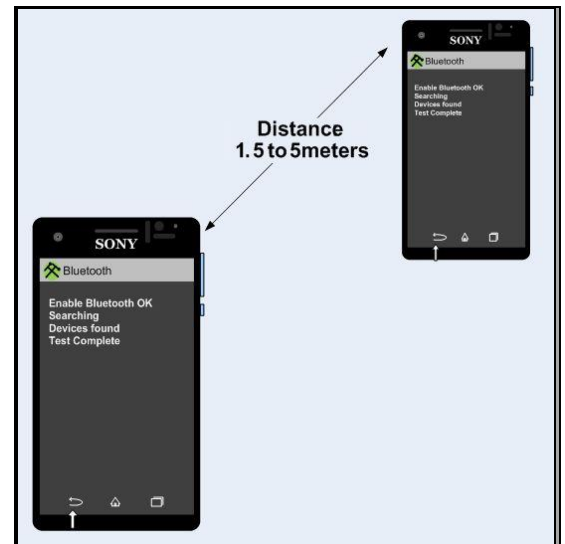 SONY
Bluetooth
Enable Bluetooth OK
Searching
Devices found
Test Complete
Distance
1.5 to 5meters
SONY
Bluetooth
Enable Bluetooth OK
Searching
Devices found
Test Complete